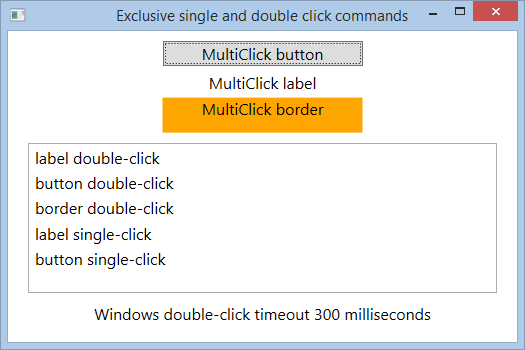 Exclusive single and double click commands
MultiClick button
MultiClick label
MultiClick border
label double-click
button double-click
border double-click
label single-click
button single-click
Windows double-click timeout 300 milliseconds